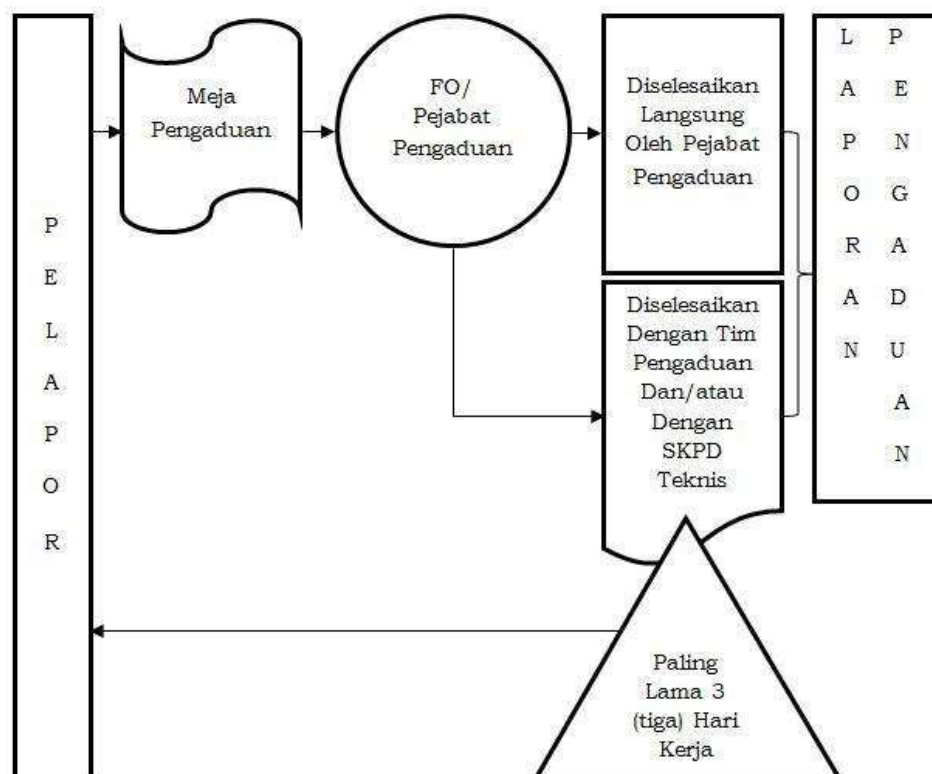 PELAPOR
Meja
Pengaduan
FO/
Pejabat
Pengaduan
Diselesaikan
Langsung
Oleh Pejabat
Pengaduan
Diselesaikan
Dengan Tim
Pengaduan
Dan/atau
Dengan
SKPD
Teknis
LAPORAN
PENGADUAN
Paling
Lama 3
(tiga) Hari
Kerja